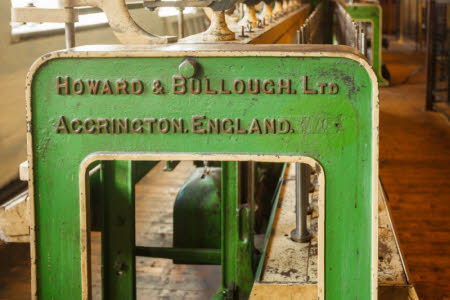 HOWARD & BULLOUGH. LTD
ACCRINGTON. ENGLAND.